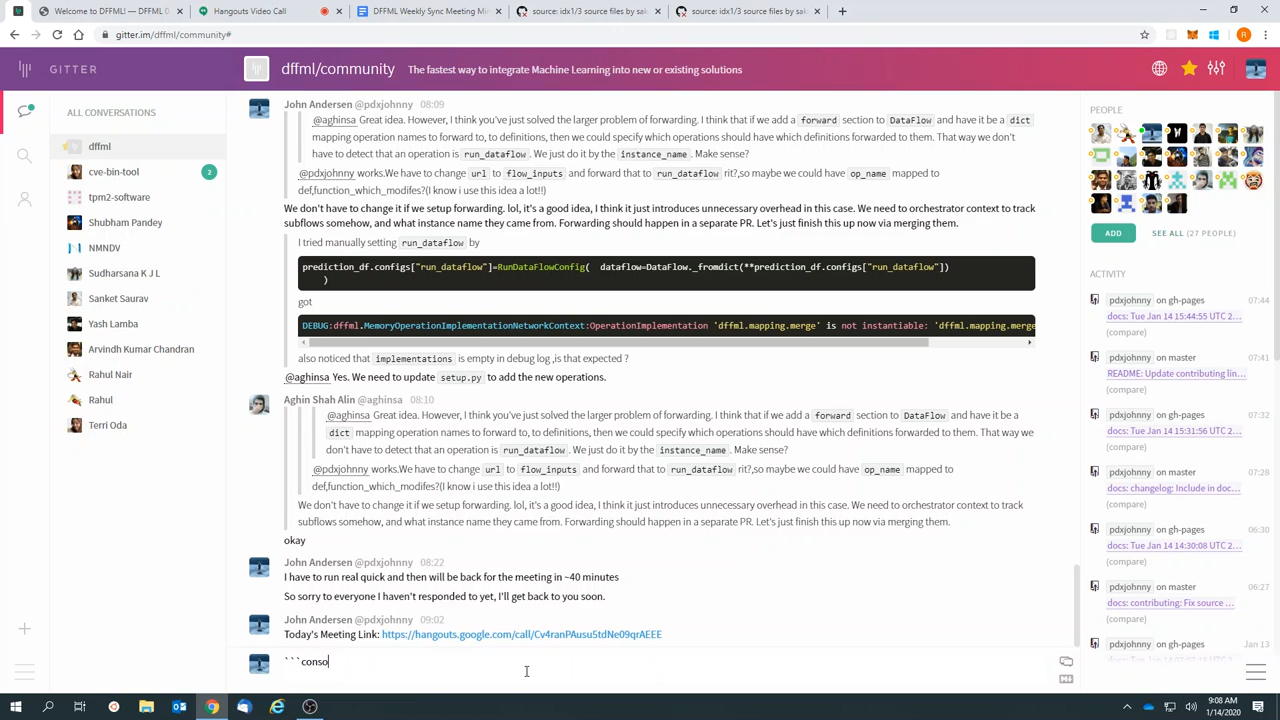 Welcome! — DFFML 0.
Hangouts Video Call
DFFML Weekly Sync Meeting Mi
source: idx1/3 source files by sak
source: idx1/3 source files by sak
gitter.im/dffml/community#
R
GITTER
dffml/community
The fastest way to integrate Machine Learning into new or existing solutions
ALL CONVERSATIONS
dffml
cve-bin-tool
2
tpm2-software
Shubham Pandey
MNMDV
Sudharsana K J L
Sanket Saurav
Yash Lamba
Arvindh Kumar Chandran
Rahul Nair
Rahul
Terri Oda
John Andersen @pdxjohnny 08:09
@aghinsa Great idea. However, I think you've just solved the larger problem of forwarding. I think that if we add a forward section to DataFlow and have it be a dict
mapping operation names to forward to, to definitions, then we could specify which operations should have which definitions forwarded to them. That way we don't
have to detect that an operation is run_dataflow. We just do it by the instance_name. Make sense?
@pdxjohnny works.We have to change url to flow_inputs and forward that to run_dataflow rit?,so maybe we could have op_name mapped to
def,function_which_modifes?(I know i use this idea a lot!!)
We don't have to change it if we setup forwarding. lol, it's a good idea, I think it just introduces unnecessary overhead in this case. We need to orchestrator context to track
subflows somehow, and what instance name they came from. Forwarding should happen in a separate PR. Let's just finish this up now via merging them.
I tried manually setting run_dataflow by
prediction_df.configs["run_dataflow"]=RunDataFlowConfig( dataflow=DataFlow._fromdict(**prediction_df.configs["run_dataflow"])
)
got
DEBUG:dffml.MemoryOperationImplementationNetworkContext:OperationImplementation 'dffml.mapping.merge' is not instantiable: 'dffml.mapping.merge
also noticed that implementations is empty in debug log ,is that expected ?
@aghinsa Yes. We need to update setup.py to add the new operations.
Aghin Shah Alin @aghinsa 08:10
@aghinsa Great idea. However, I think you've just solved the larger problem of forwarding. I think that if we add a forward section to DataFlow and have it be a
dict mapping operation names to forward to, to definitions, then we could specify which operations should have which definitions forwarded to them. That way we
don't have to detect that an operation is run_dataflow. We just do it by the instance_name. Make sense?
@pdxjohnny works.We have to change url to flow_inputs and forward that to run_dataflow rit?,so maybe we could have op_name mapped to
def,function_which_modifes?(I know i use this idea a lot!!)
We don't have to change it if we setup forwarding. lol, it's a good idea, I think it just introduces unnecessary overhead in this case. We need to orchestrator context to track
subflows somehow, and what instance name they came from. Forwarding should happen in a separate PR. Let's just finish this up now via merging them.
okay
John Andersen @pdxjohnny 08:22
I have to run real quick and then will be back for the meeting in ~40 minutes
So sorry to everyone I haven't responded to yet, I'll get back to you soon.
John Andersen @pdxjohnny 09:02
Today's Meeting Link: https://hangouts.google.com/call/Cv4ranPAusu5tdNe09qrAEEE
```conso
PEOPLE
ADD
SEE ALL (27 PEOPLE)
ACTIVITY
pdxjohnny on gh-pages 07:44
docs: Tue Jan 14 15:44:55 UTC 2...
(compare)
pdxjohnny on master 07:41
README: Update contributing lin...
(compare)
pdxjohnny on gh-pages 07:32
docs: Tue Jan 14 15:31:56 UTC 2...
(compare)
pdxjohnny on master 07:28
docs: changelog: Include in doc...
(compare)
pdxjohnny on gh-pages 06:30
docs: Tue Jan 14 14:30:08 UTC 2...
(compare)
pdxjohnny on master 06:27
docs: contributing: Fix source ...
(compare)
pdxjohnny on gh-pages Jan 13
9:08 AM
1/14/2020